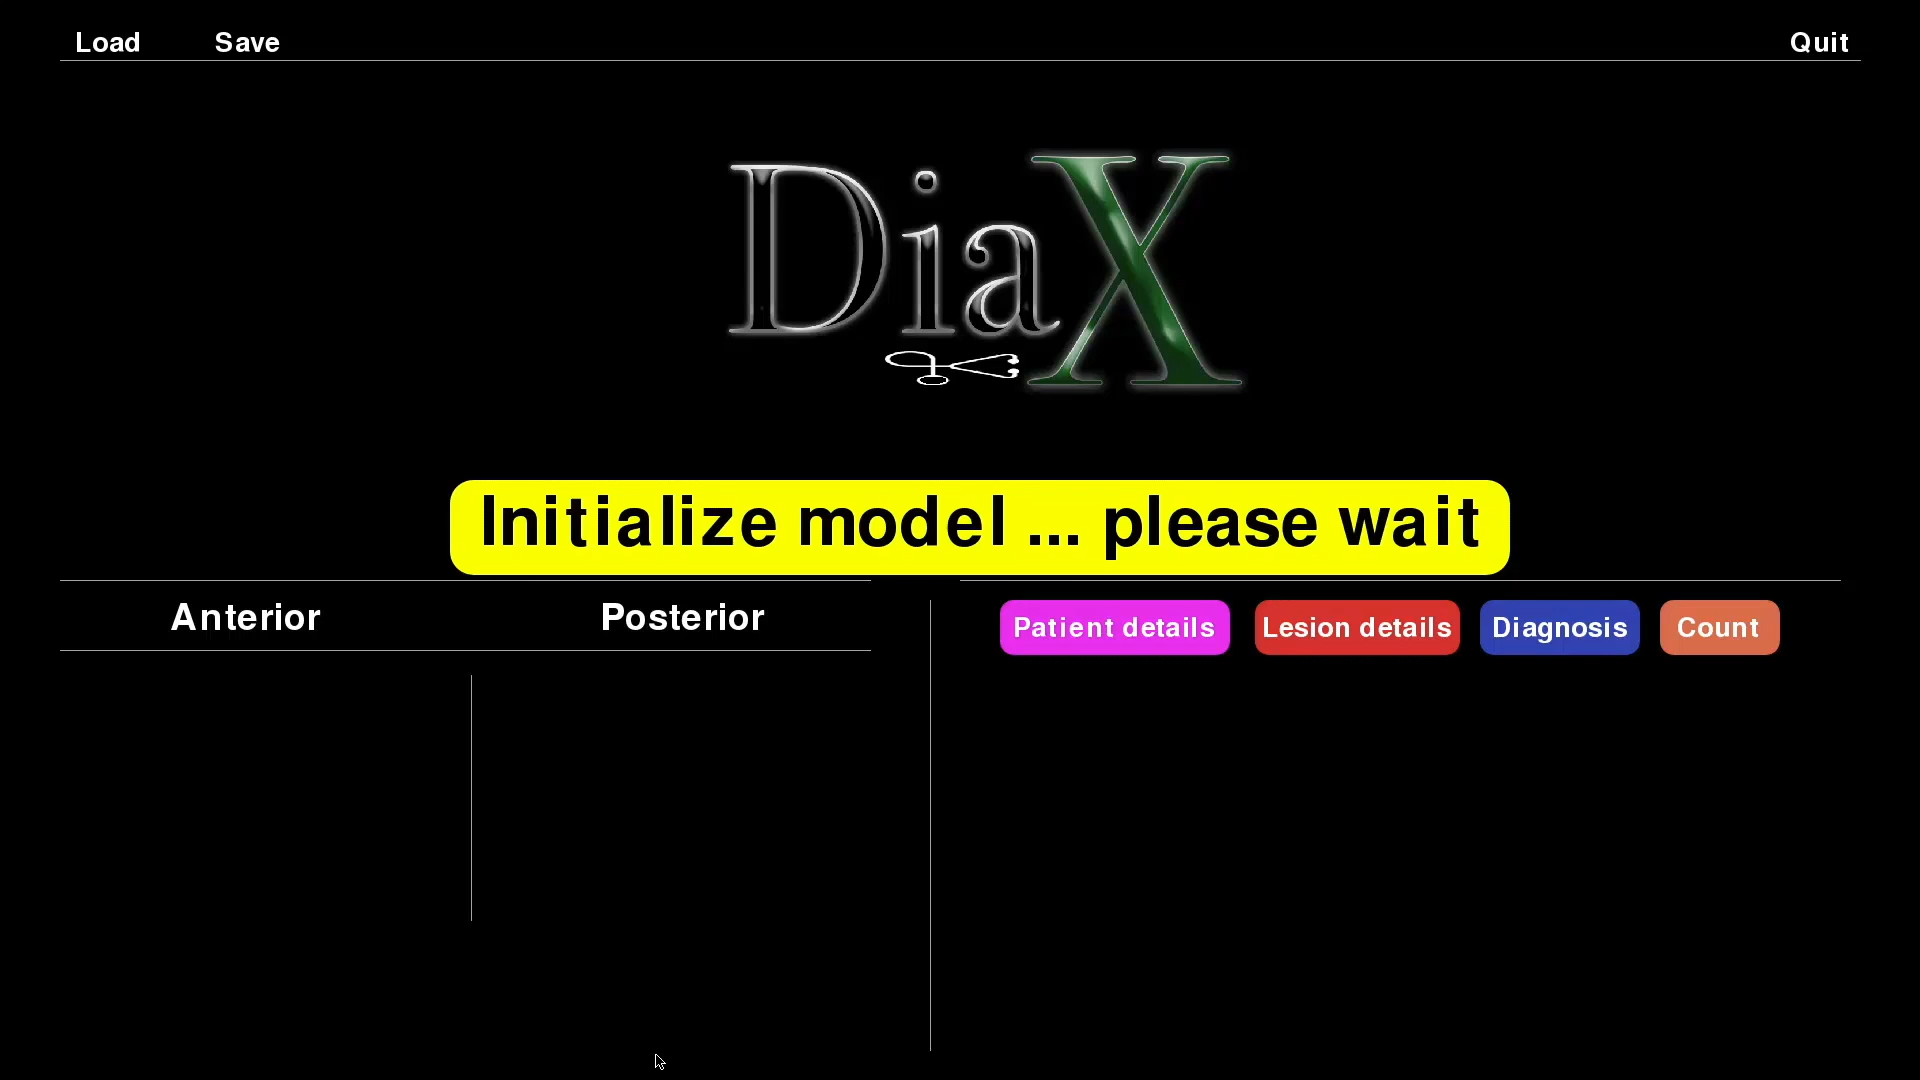 Load Save Quit
DiaX
Initialize model ... please wait
Anterior Posterior
Patient details Lesion details Diagnosis Count